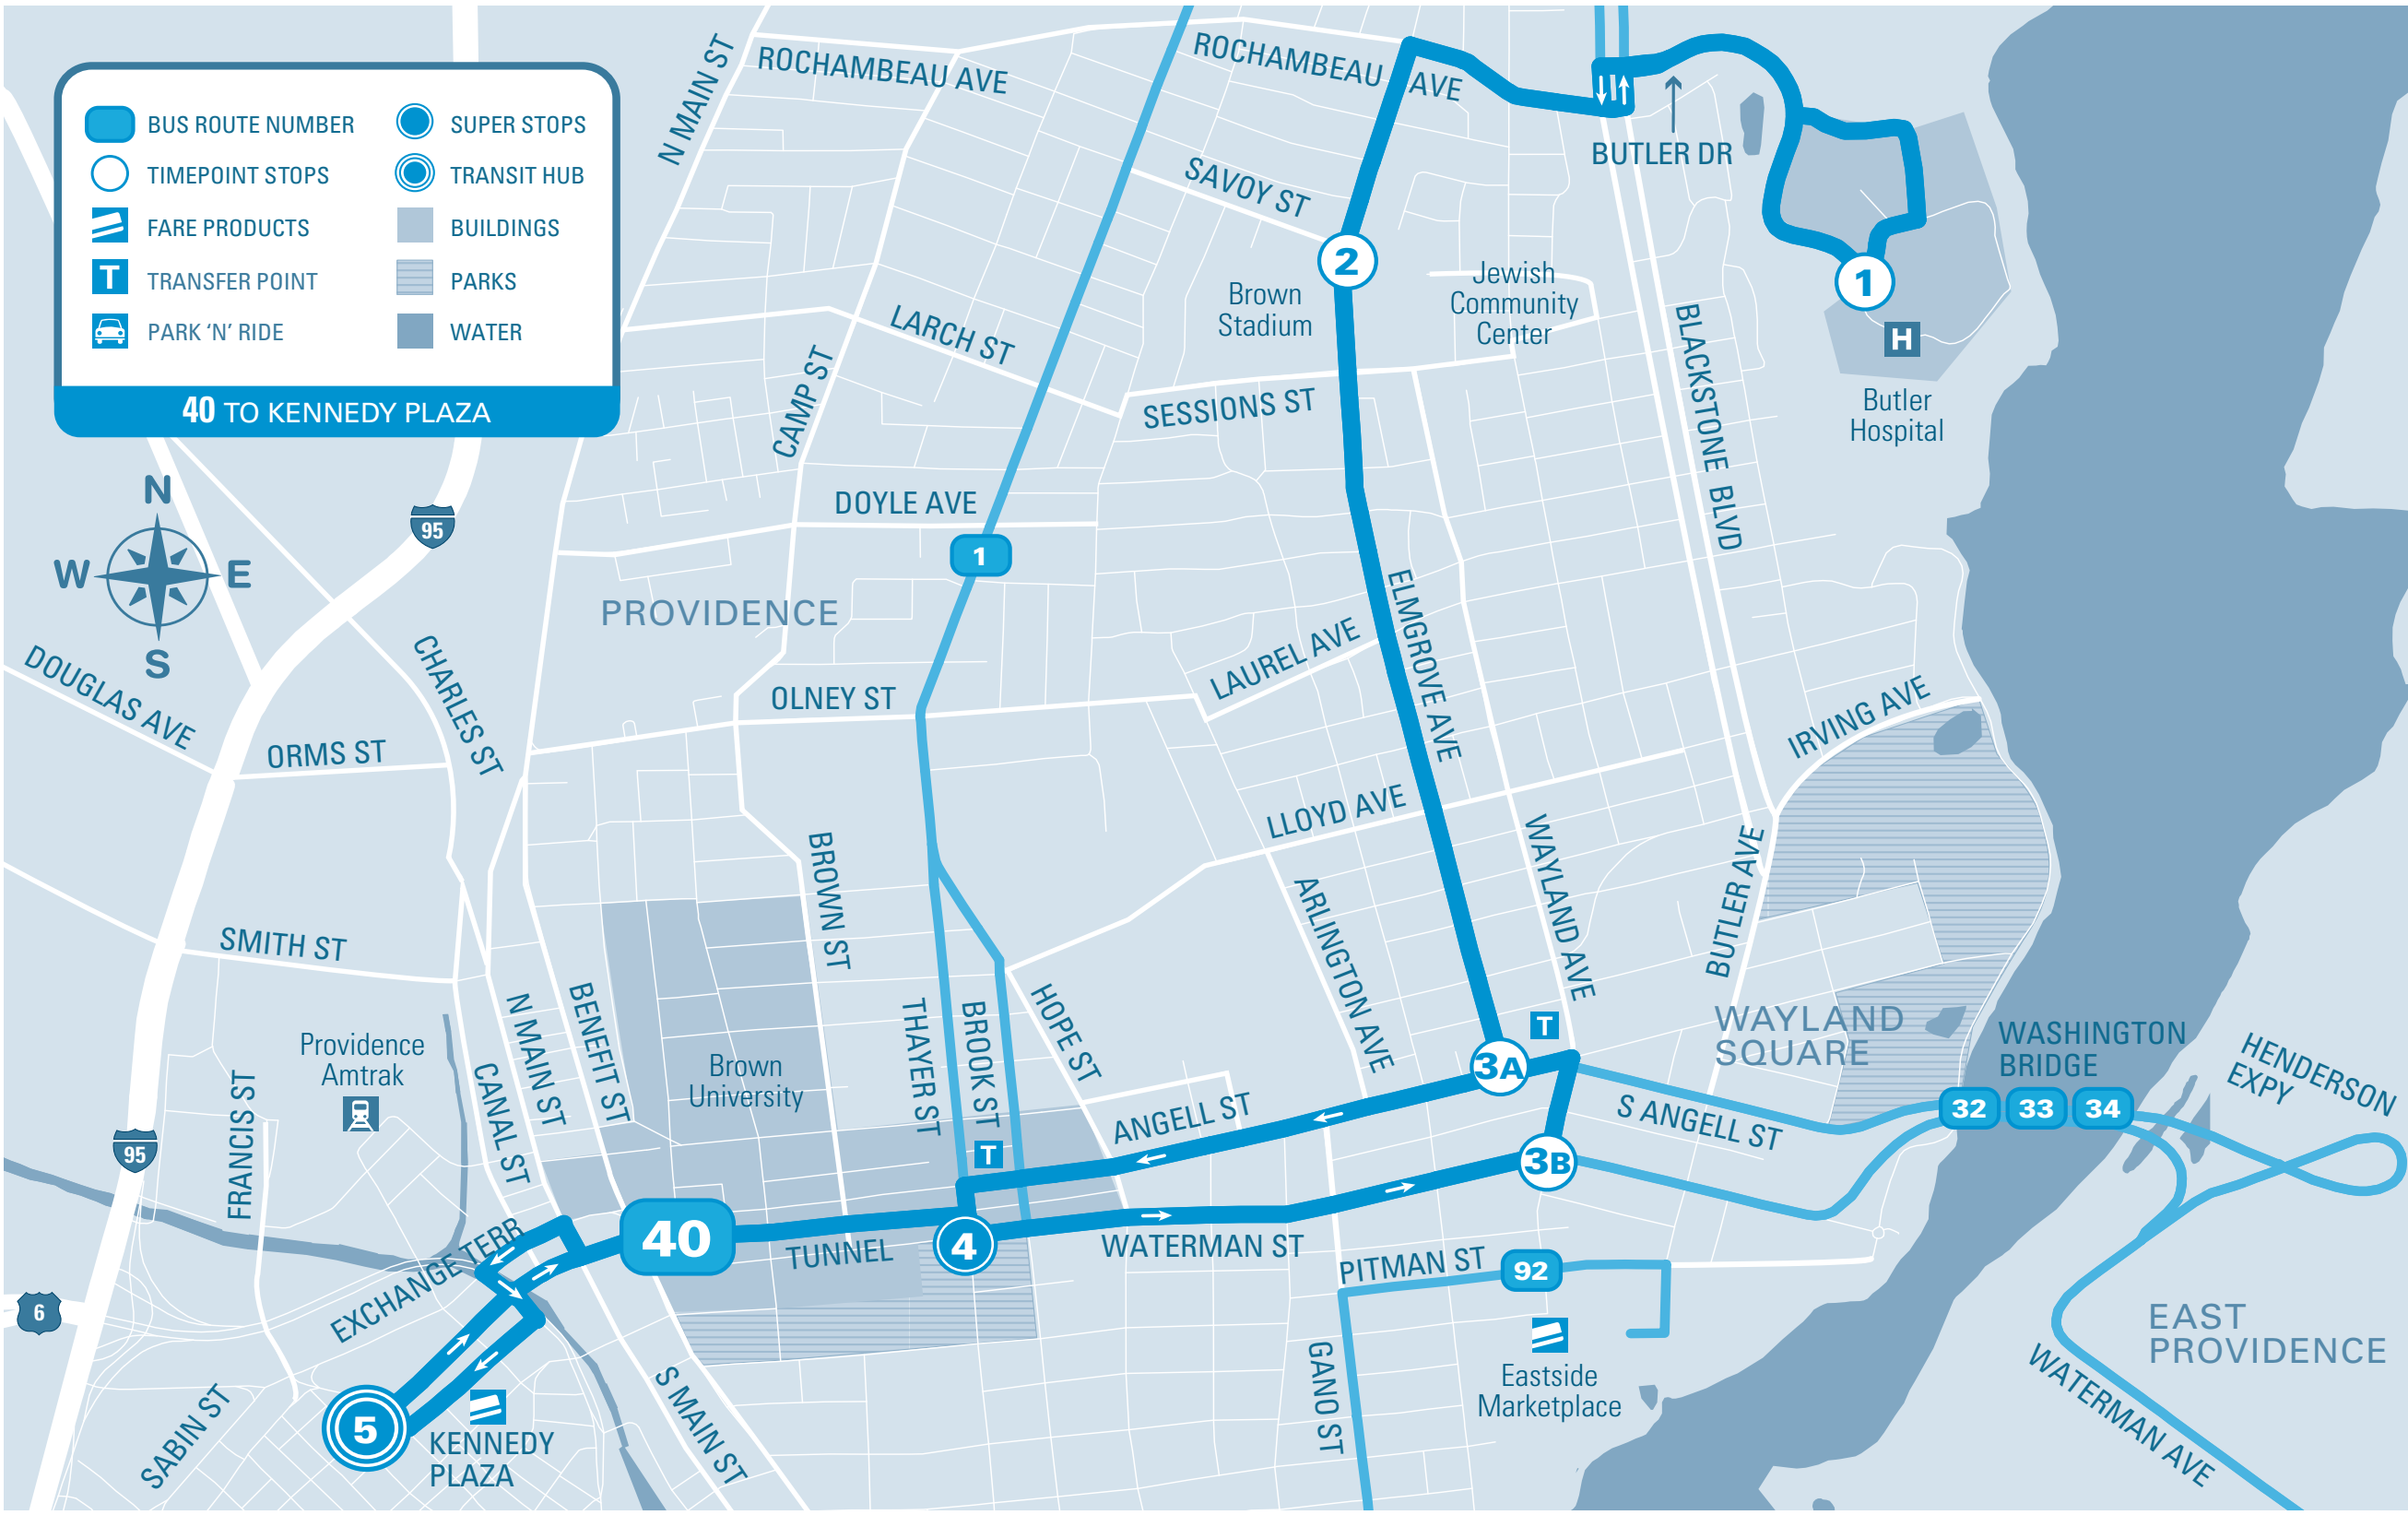 BUS ROUTE NUMBER
SUPER STOPS
TIMEPOINT STOPS
TRANSIT HUB
FARE PRODUCTS
BUILDINGS
T
TRANSFER POINT
PARKS
PARK ‘N’ RIDE
WATER
40 TO KENNEDY PLAZA
N MAIN ST
ROCHAMBEAU AVE
ROCHAMBEAU AVE
SAVOY ST
BUTLER DR
2
1
H
Butler
Hospital
Brown
Stadium
Jewish
Community
Center
LARCH ST
CAMP ST
SESSIONS ST
BLACKSTONE BLVD
DOYLE AVE
1
N
W
E
S
95
PROVIDENCE
CHARLES ST
DOUGLAS AVE
ORMS ST
OLNEY ST
LAUREL AVE
ELMGROVE AVE
IRVING AVE
LLOYD AVE
WAYLAND AVE
BUTLER AVE
BROWN ST
ARLINGTON AVE
SMITH ST
N MAIN ST
BENEFIT ST
THAYER ST
BROOK ST
HOPE ST
T
3A
WAYLAND
SQUARE
WASHINGTON
BRIDGE
HENDERSON
EXPY
32
33
34
Providence
Amtrak
Brown
University
CANAL ST
FRANCIS ST
95
T
ANGELL ST
S ANGELL ST
3B
40
4
TUNNEL
WATERMAN ST
PITMAN ST
92
EXCHANGE TERR
6
Eastside
Marketplace
GANO ST
EAST
PROVIDENCE
WATERMAN AVE
5
KENNEDY
PLAZA
SABIN ST
S MAIN ST